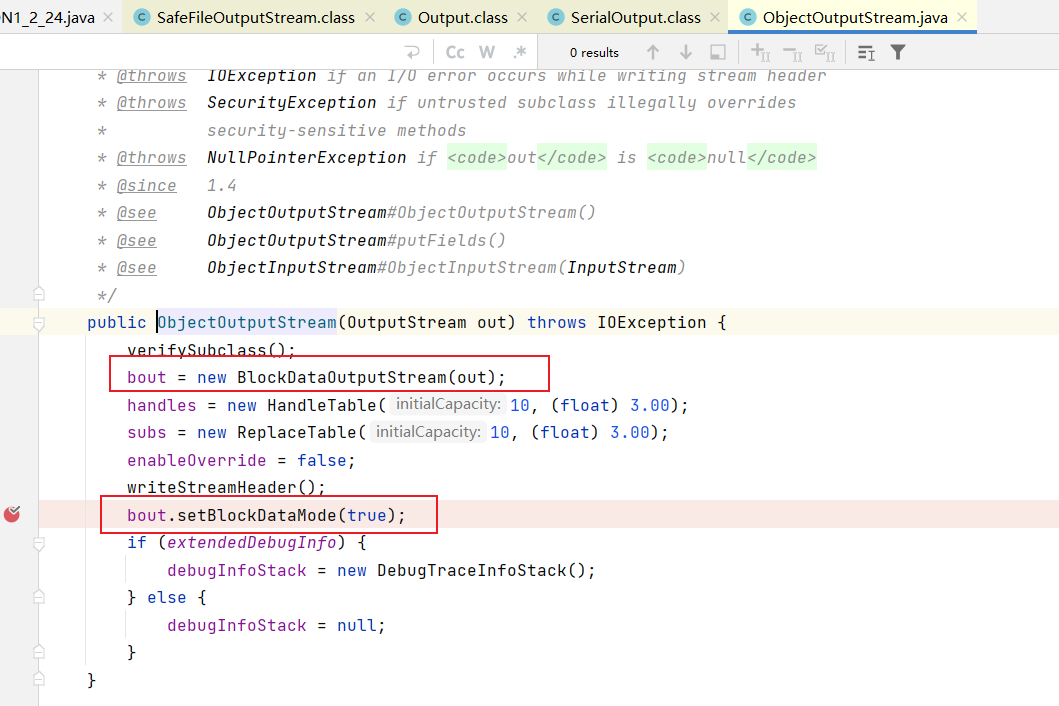 ON1_2_24.java × SafeFileOutputStream.class × Output.class × SerialOutput.class × ObjectOutputStream.java ×
Cc W .* 0 results
* @throws IOException if an I/O error occurs while writing stream header
* @throws SecurityException if untrusted subclass illegally overrides
* security-sensitive methods
* @throws NullPointerException if <code>out</code> is <code>null</code>
* @since 1.4
* @see ObjectOutputStream#ObjectOutputStream()
* @see ObjectOutputStream#putFields()
* @see ObjectInputStream#ObjectInputStream(InputStream)
*/
public ObjectOutputStream(OutputStream out) throws IOException {
verifySubclass();
bout = new BlockDataOutputStream(out);
handles = new HandleTable( initialCapacity: 10, (float) 3.00);
subs = new ReplaceTable( initialCapacity: 10, (float) 3.00);
enableOverride = false;
writeStreamHeader();
bout.setBlockDataMode(true);
if (extendedDebugInfo) {
debugInfoStack = new DebugTraceInfoStack();
} else {
debugInfoStack = null;
}
}